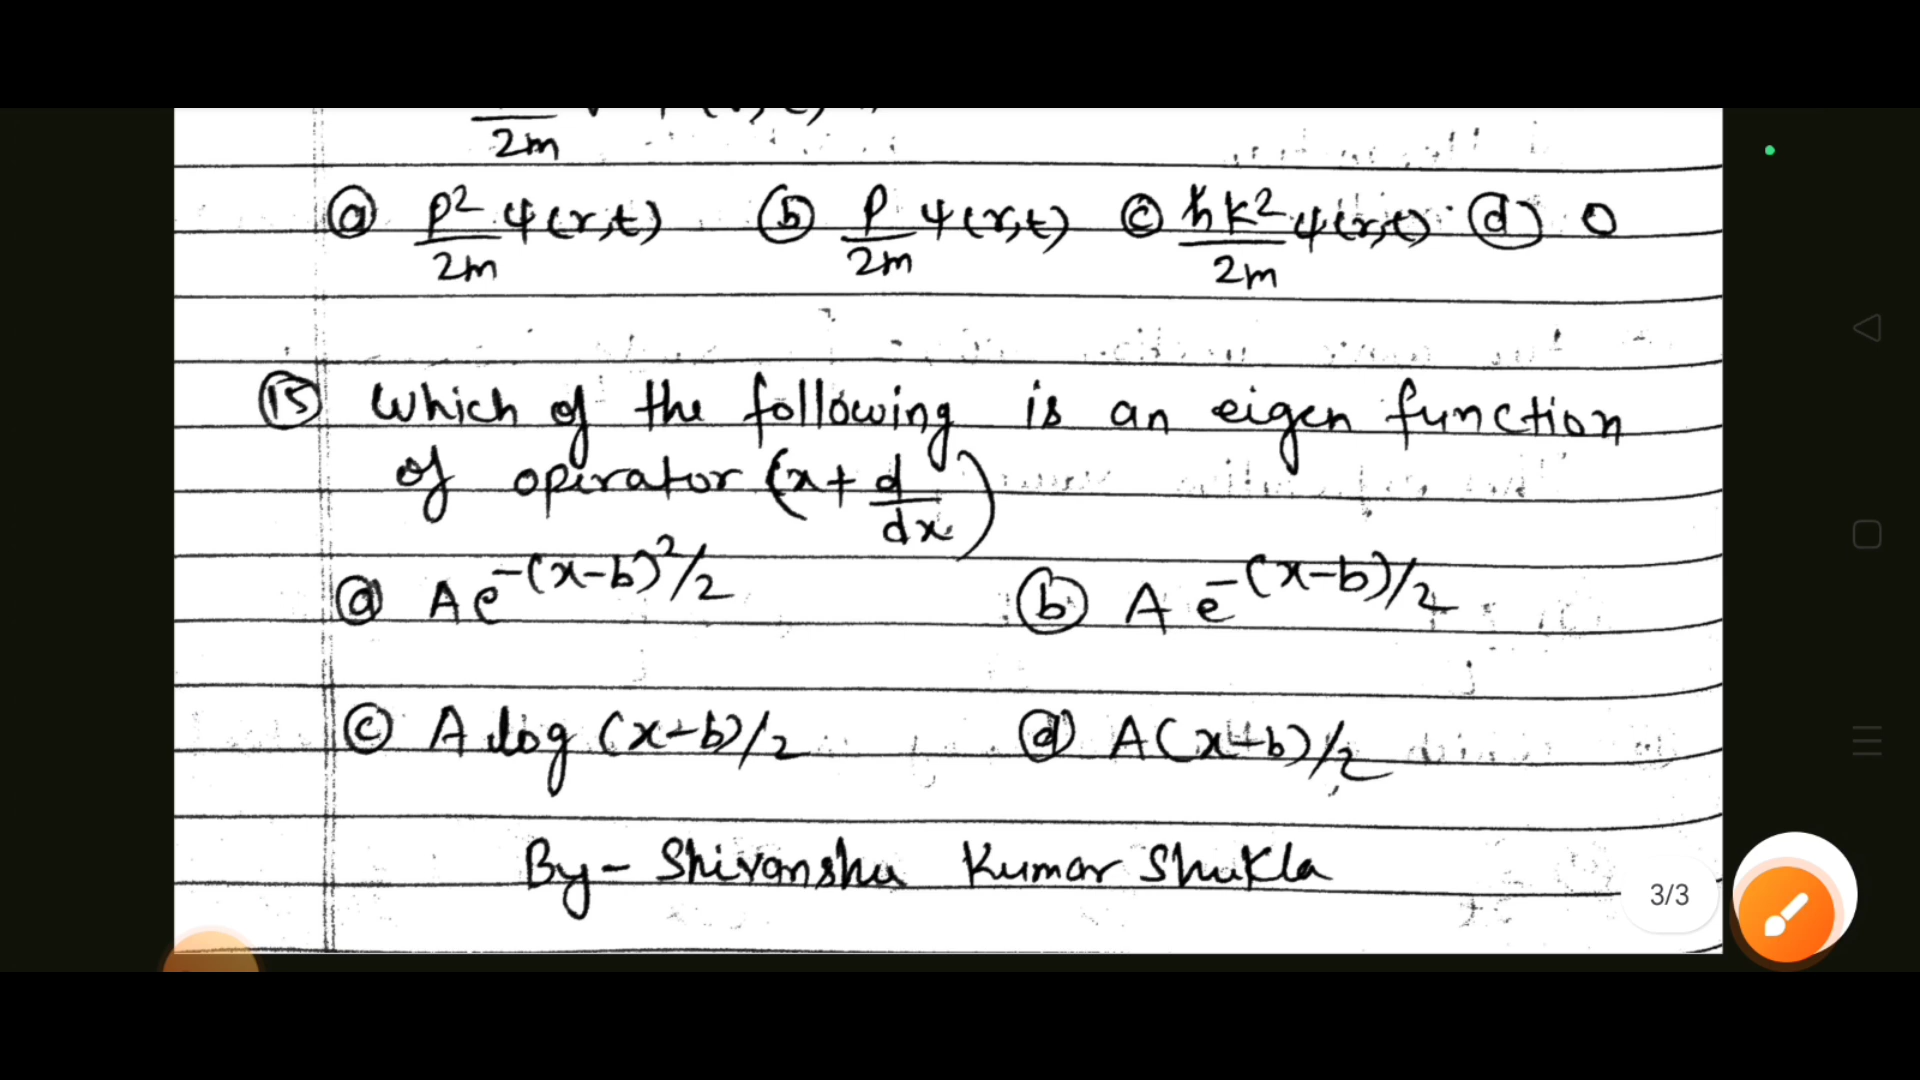 2m
(a) p²/2m ψ(r,t) (b) p/2m ψ(r,t) (c) ħk²/2m ψ(r,t) (d) 0
(15) Which of the following is an eigen function
of opirator (x + d/dx)
(a) A e^-(x-b)²/2 (b) A e^-(x-b)/2
(c) A log (x-b)/2 (d) A(x-b)/2
By - Shivanshu Kumar Shukla
3/3